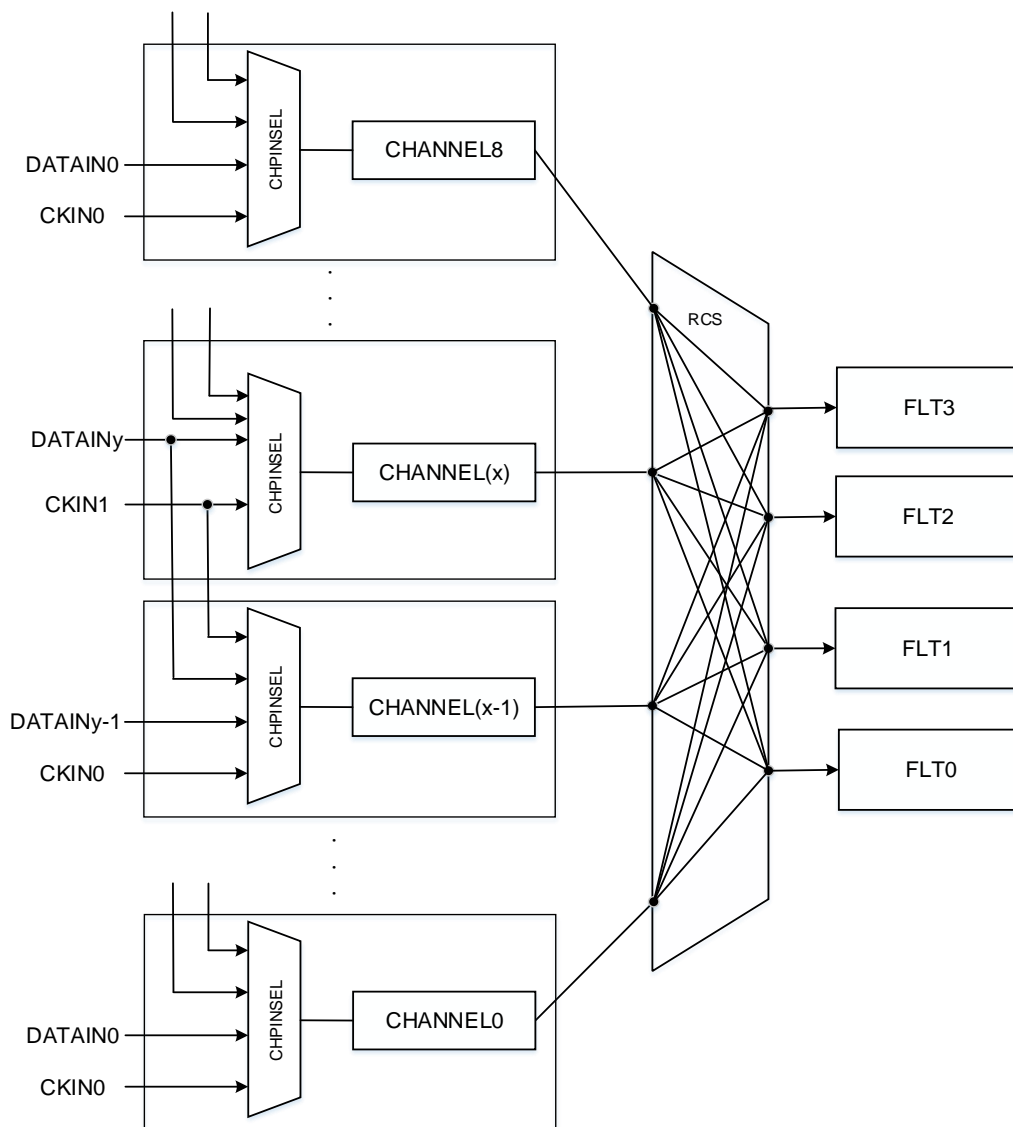 CHPINSEL
CHANNEL8
DATAIN0
CKIN0
RCS
CHPINSEL
DATAINy
CHANNEL(x)
CKIN1
FLT3
FLT2
CHPINSEL
CHANNEL(x-1)
DATAINy-1
CKIN0
FLT1
FLT0
CHPINSEL
CHANNEL0
DATAIN0
CKIN0